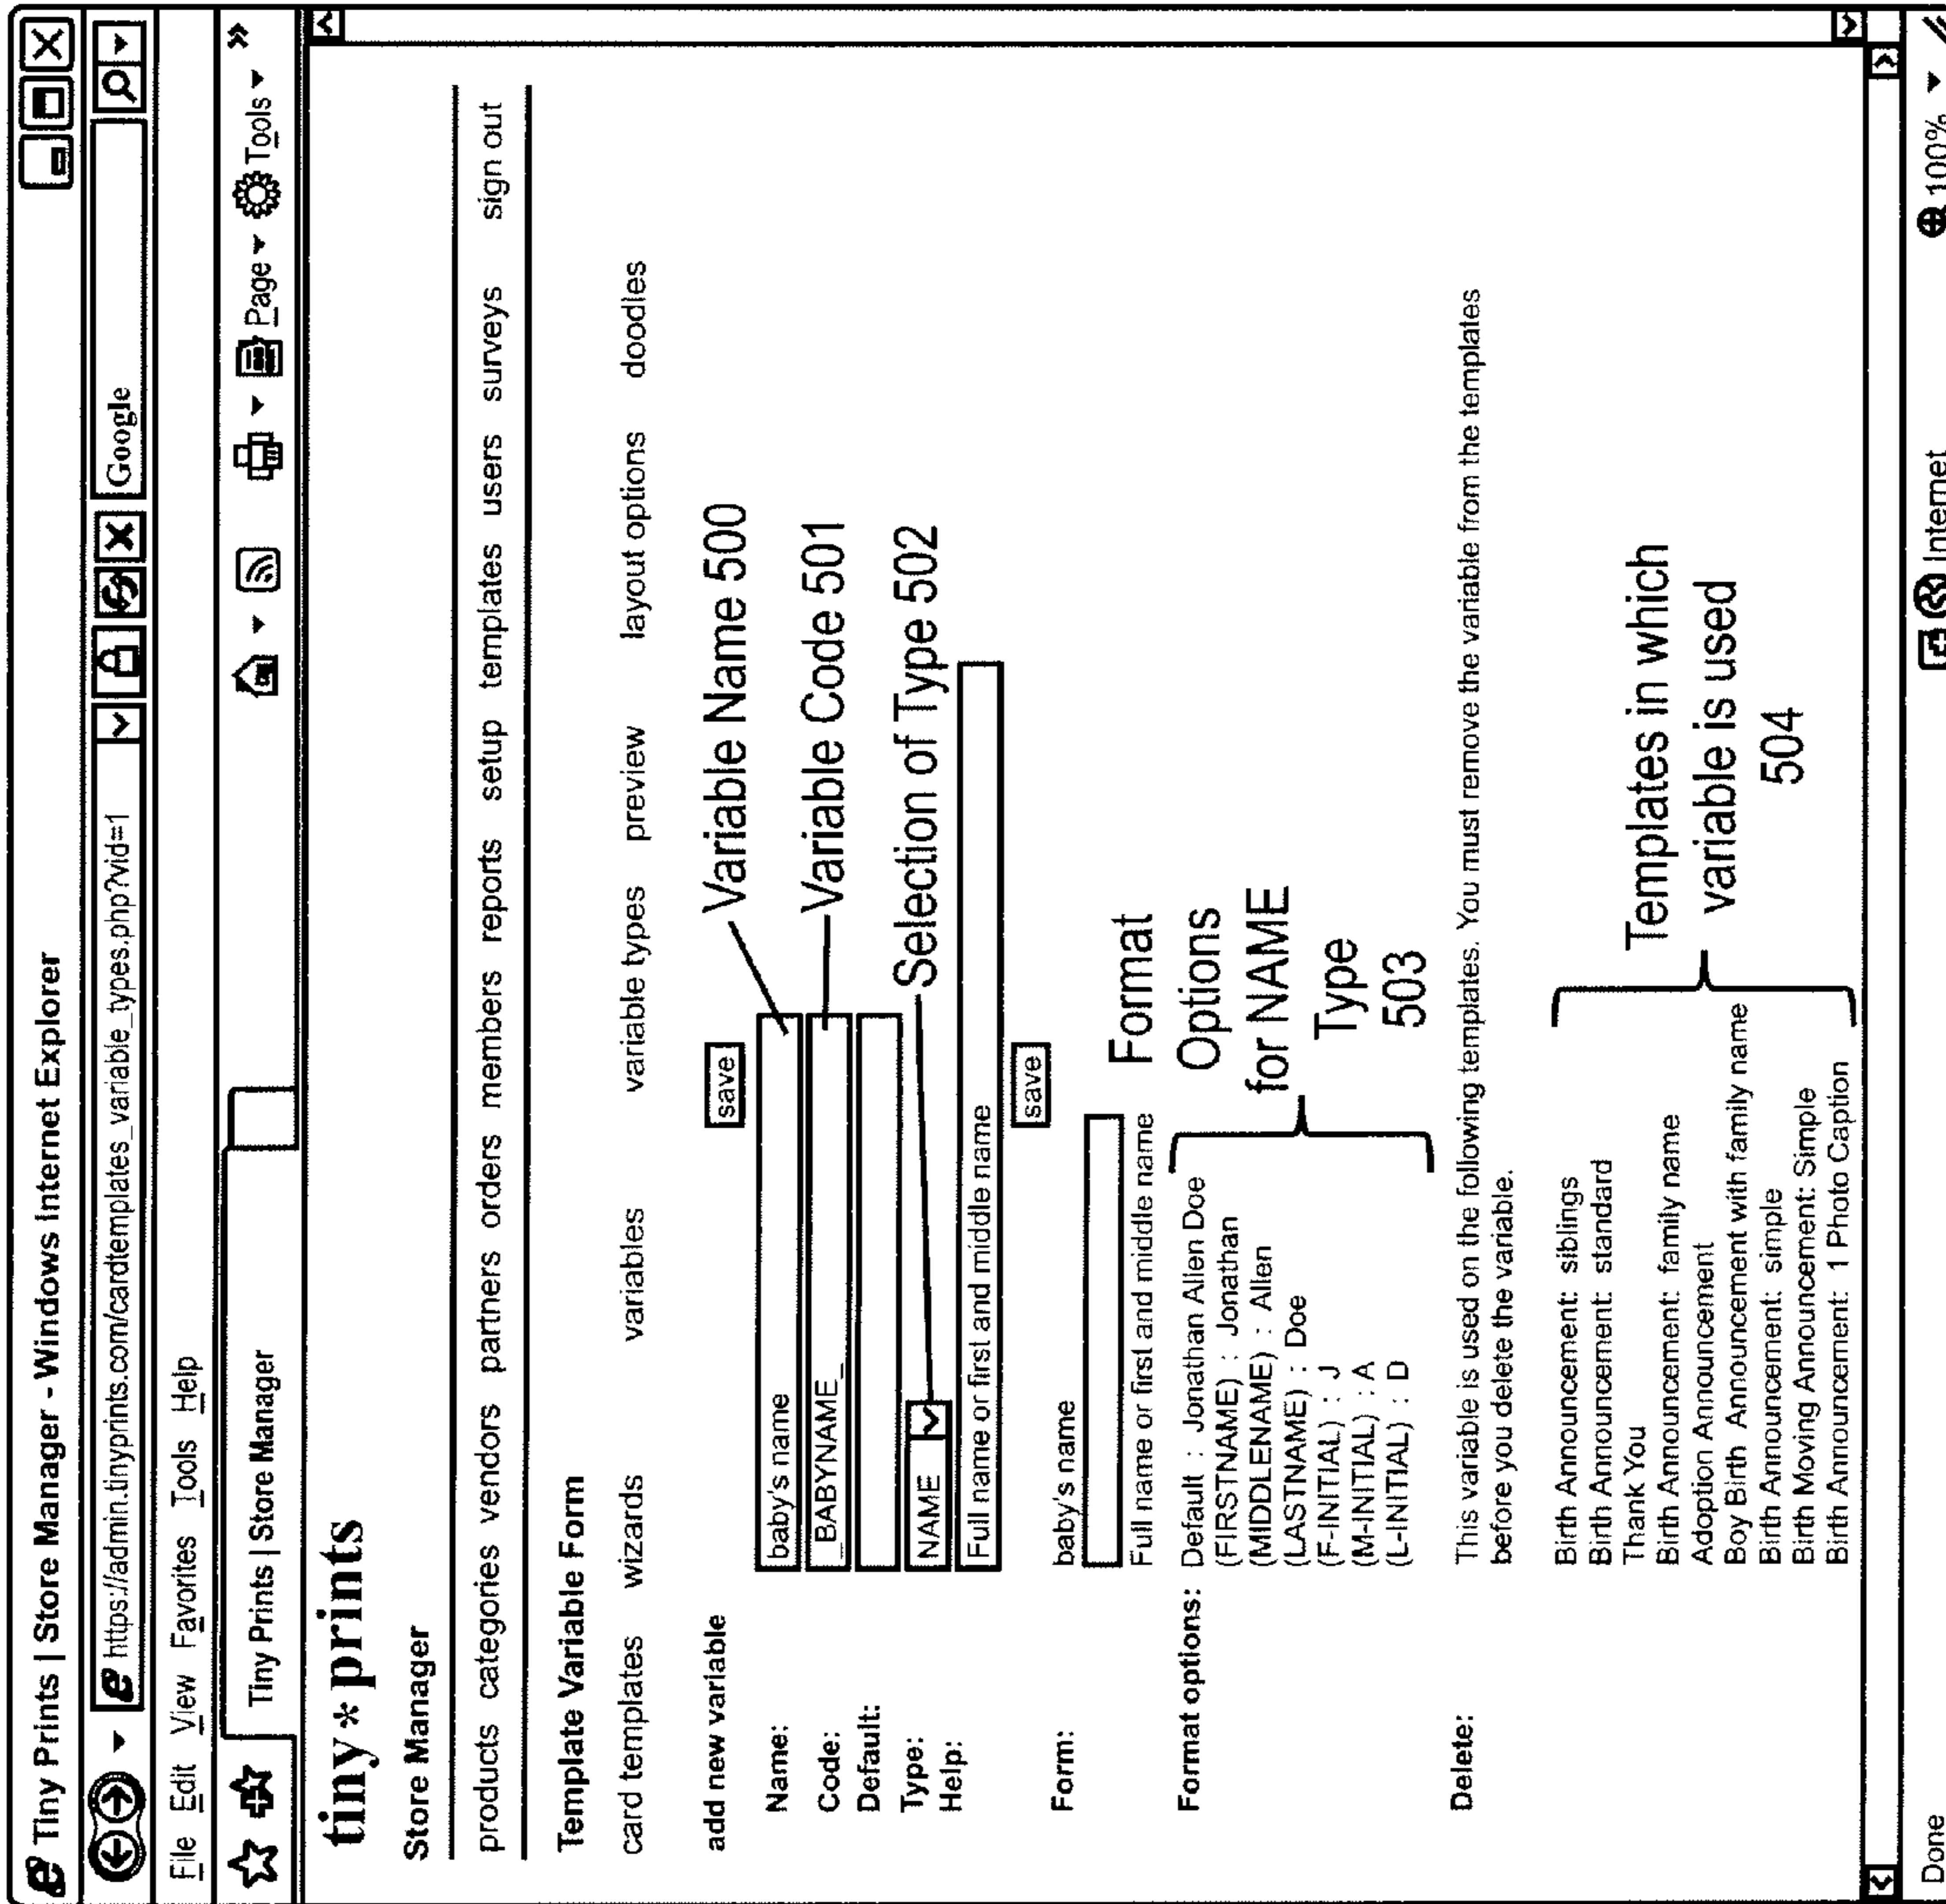 Tiny Prints | Store Manager - Windows Internet Explorer
https://admin.tinyprints.com/cardtemplates_variable_types.php?vid=1
Google
File Edit View Favorites Tools Help
Tiny Prints | Store Manager
Page Tools »
tiny*prints
Store Manager
products categories vendors partners orders members reports setup templates users surveys sign out
Template Variable Form
card templates wizards variables variable types preview layout options doodles
add new variable
save
Name: baby's name
Variable Name 500
Code: _BABYNAME_
Variable Code 501
Default:
Type: NAME
Selection of Type 502
Help: Full name or first and middle name
save
Form: baby's name
Full name or first and middle name
Format options: Default : Jonathan Allen Doe
(FIRSTNAME) : Jonathan
(MIDDLENAME) : Allen
(LASTNAME) : Doe
(F-INITIAL) : J
(M-INITIAL) : A
(L-INITIAL) : D
Format
Options
for NAME
Type
503
Delete: This variable is used on the following templates. You must remove the variable from the templates
before you delete the variable.
Birth Announcement: siblings
Birth Announcement: standard
Thank You
Birth Announcement: family name
Adoption Announcement
Boy Birth Announcement with family name
Birth Announcement: simple
Birth Moving Announcement: Simple
Birth Announcement: 1 Photo Caption
Templates in which
variable is used
504
Done Internet 100%